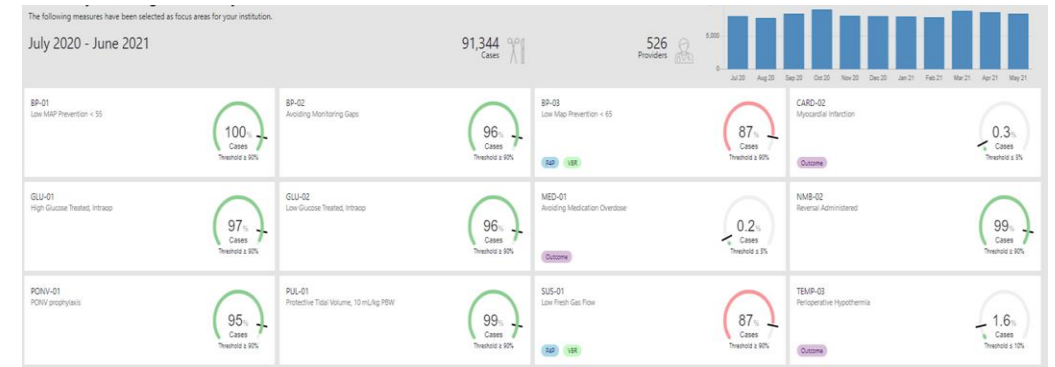 The following measures have been selected as focus areas for your institution.
July 2020 - June 2021
91,344
Cases
526
Providers
5,000
0
Jul 20 Aug 20 Sep 20 Oct 20 Nov 20 Dec 20 Jan 21 Feb 21 Mar 21 Apr 21 May 21
BP-01
Low MAP Prevention < 55
100%
Cases
Threshold ≥ 90%
BP-02
Avoiding Monitoring Gaps
96%
Cases
Threshold ≥ 90%
BP-03
Low Map Prevention < 65
P4P VBR
87%
Cases
Threshold ≥ 90%
CARD-02
Myocardial Infarction
Outcome
0.3%
Cases
Threshold ≤ 5%
GLU-01
High Glucose Treated, Intraop
97%
Cases
Threshold ≥ 90%
GLU-02
Low Glucose Treated, Intraop
96%
Cases
Threshold ≥ 90%
MED-01
Avoiding Medication Overdose
Outcome
0.2%
Cases
Threshold ≤ 5%
NMB-02
Reversal Administered
99%
Cases
Threshold ≥ 90%
PONV-01
PONV prophylaxis
95%
Cases
Threshold ≥ 90%
PUL-01
Protective Tidal Volume, 10 mL/kg PBW
99%
Cases
Threshold ≥ 90%
SUS-01
Low Fresh Gas Flow
P4P VBR
87%
Cases
Threshold ≥ 90%
TEMP-03
Perioperative Hypothermia
Outcome
1.6%
Cases
Threshold ≤ 10%